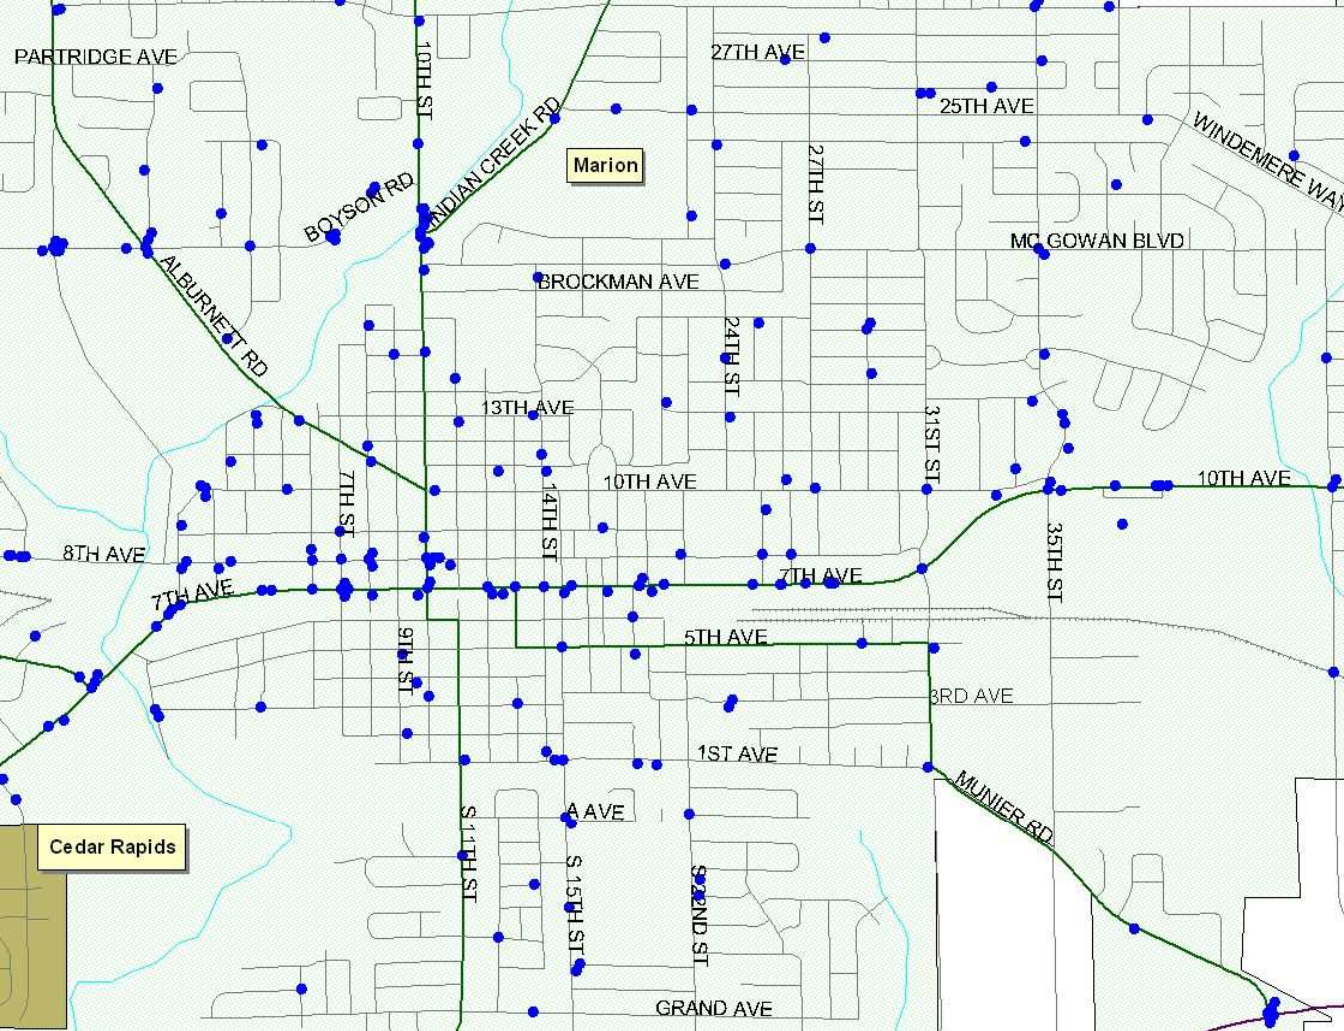 PARTRIDGE AVE
10TH ST
27TH AVE
25TH AVE
INDIAN CREEK RD
WINDEMERE WAY
Marion
27TH ST
BOYSON RD
MC GOWAN BLVD
ALBURNETT RD
BROCKMAN AVE
24TH ST
13TH AVE
31ST ST
7TH ST
10TH AVE
10TH AVE
14TH ST
35TH ST
8TH AVE
7TH AVE
7TH AVE
9TH ST
5TH AVE
3RD AVE
1ST AVE
MUNIER RD
A AVE
S 11TH ST
Cedar Rapids
S 15TH ST
S 22ND ST
GRAND AVE